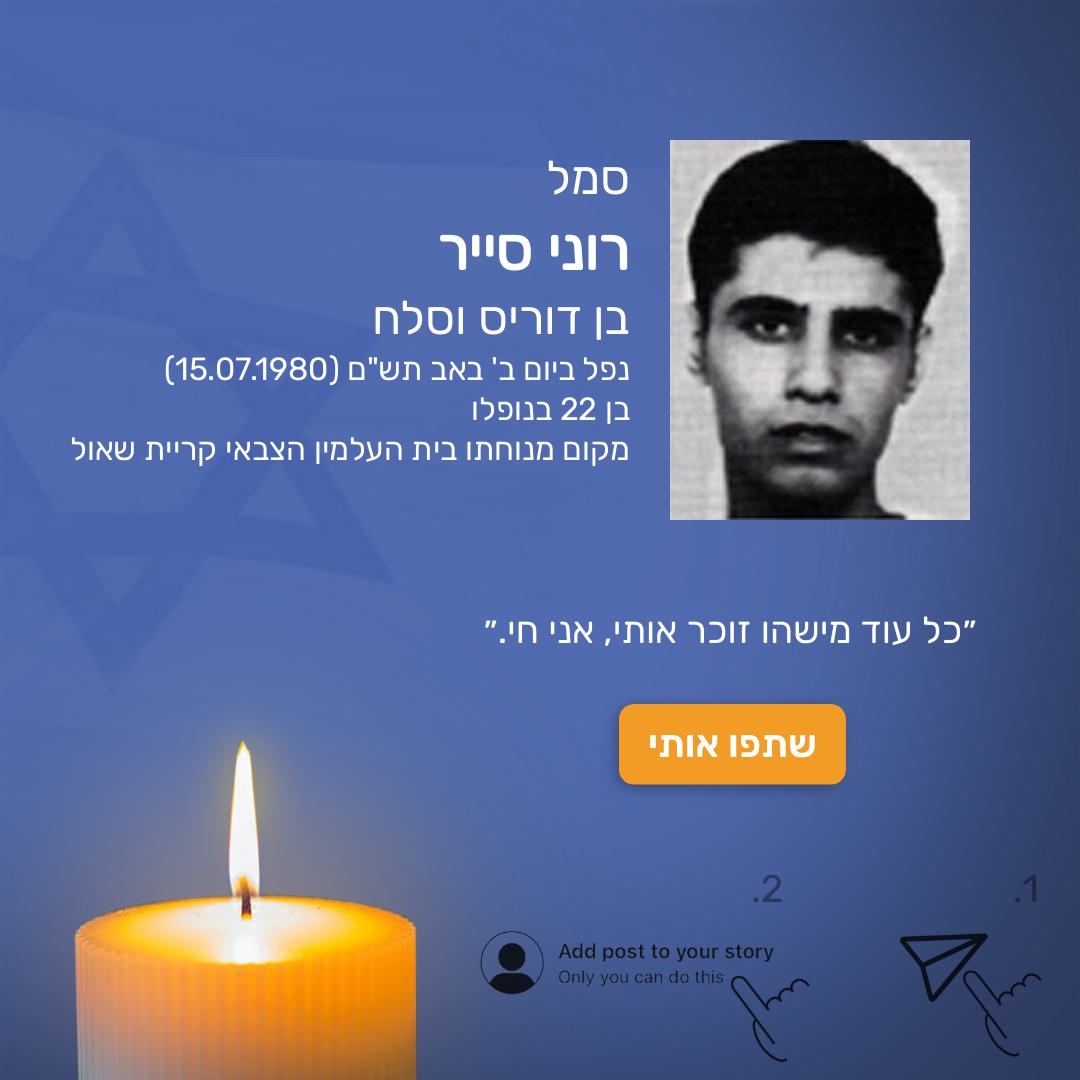 סמל
רוני סייר
בן דוריס וסלח
נפל ביום ב' באב תש"ם (15.07.1980)
בן 22 בנופלו
מקום מנוחתו בית העלמין הצבאי קריית שאול
״כל עוד מישהו זוכר אותי, אני חי.״
שתפו אותי
1.
2.
Add post to your story
Only you can do this